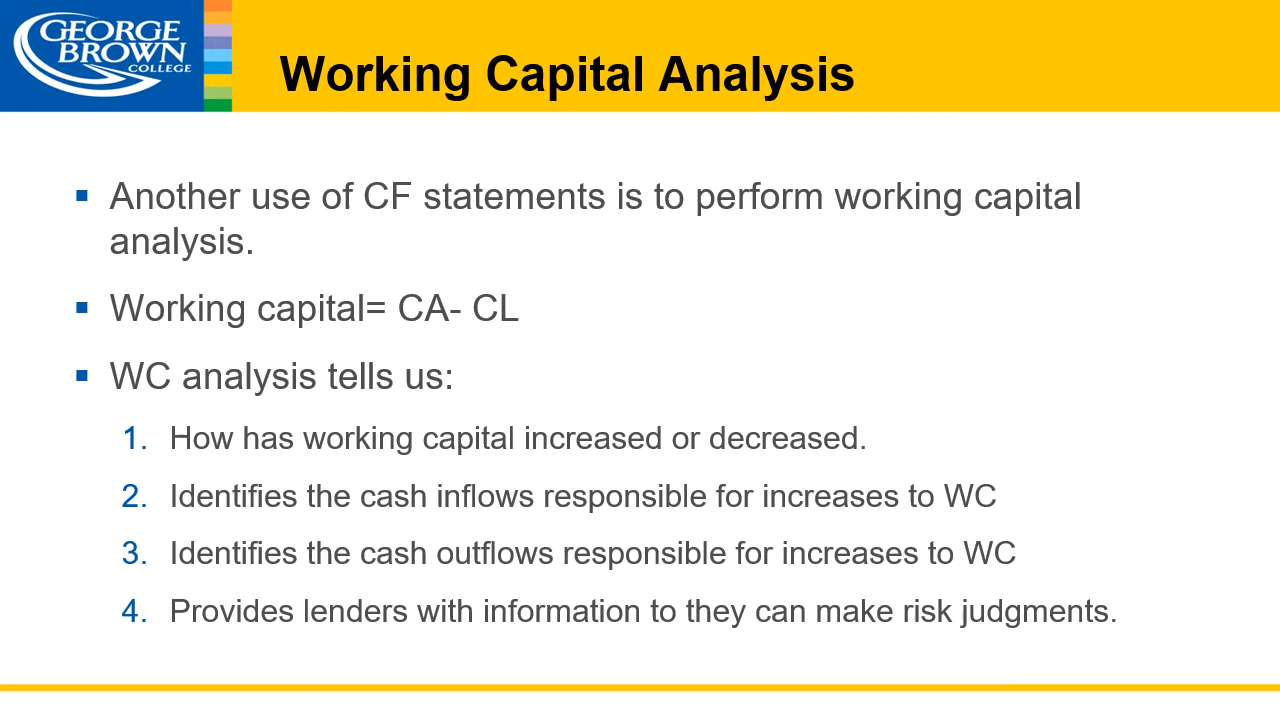 GEORGE
BROWN
COLLEGE
Working Capital Analysis
▪ Another use of CF statements is to perform working capital
analysis.
▪ Working capital= CA- CL
▪ WC analysis tells us:
1. How has working capital increased or decreased.
2. Identifies the cash inflows responsible for increases to WC
3. Identifies the cash outflows responsible for increases to WC
4. Provides lenders with information to they can make risk judgments.